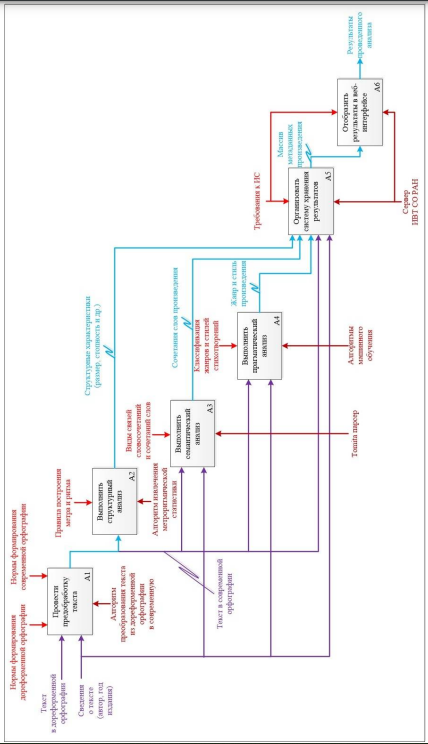 Нормы формирования
дореформенной орфографии
Нормы формирования
современной орфографии
Текст
в дореформенной
орфографии
Сведения
о тексте
(автор, год
издания)
Провести
предобработку
текста
A1
Алгоритм
преобразования текста
из дореформенной
орфографии
в современную
Правила построения
метра и ритма
Выполнить
структурный
анализ
A2
Алгоритм извлечения
метроритмической
статистики
Текст в современной
орфографии
Структурные характеристики
(размер, стопность и др.)
Виды связей
словосочетаний
и сочетаний слов
Выполнить
семантический
анализ
A3
Tomita парсер
Сочетания слов произведения
Классификация
жанров и стилей
стихотворений
Выполнить
прагматический
анализ
A4
Алгоритмы
машинного
обучения
Жанр и стиль
произведения
Требования к ИС
Организовать
систему хранения
результатов
A5
Массив
метаданных
произведения
Отобразить
результаты в веб-
интерфейсе
A6
Сервер
ИВТ СО РАН
Результаты
проведенного
анализа